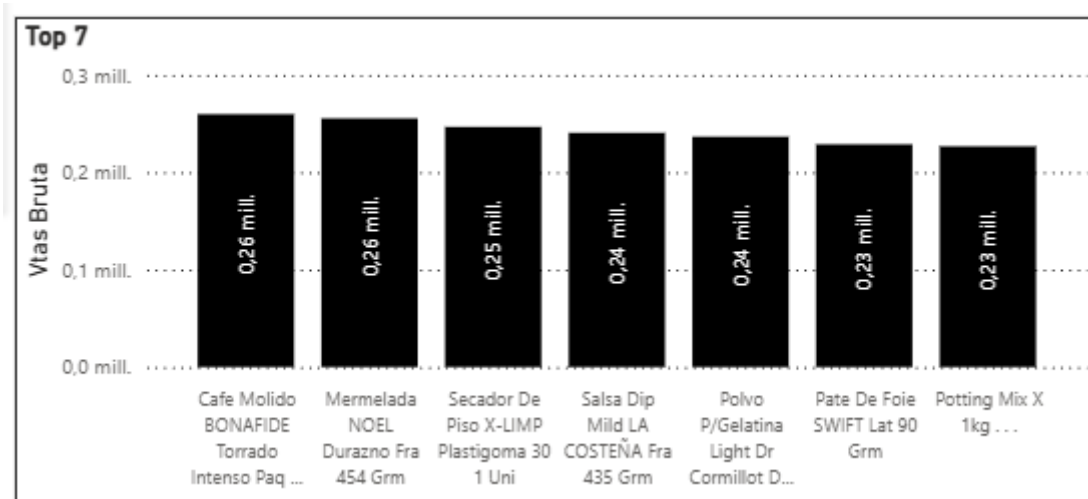 Top 7
0,3 mill.
0,2 mill.
0,1 mill.
0,0 mill.
Vtas Bruta
0,26 mill.
0,26 mill.
0,25 mill.
0,24 mill.
0,24 mill.
0,23 mill.
0,23 mill.
Cafe Molido
BONAFIDE
Torrado
Intenso Paq ...
Mermelada
NOEL
Durazno Fra
454 Grm
Secador De
Piso X-LIMP
Plastigoma 30
1 Uni
Salsa Dip
Mild LA
COSTEÑA Fra
435 Grm
Polvo
P/Gelatina
Light Dr
Cormillot D...
Pate De Foie
SWIFT Lat 90
Grm
Potting Mix X
1kg . . .